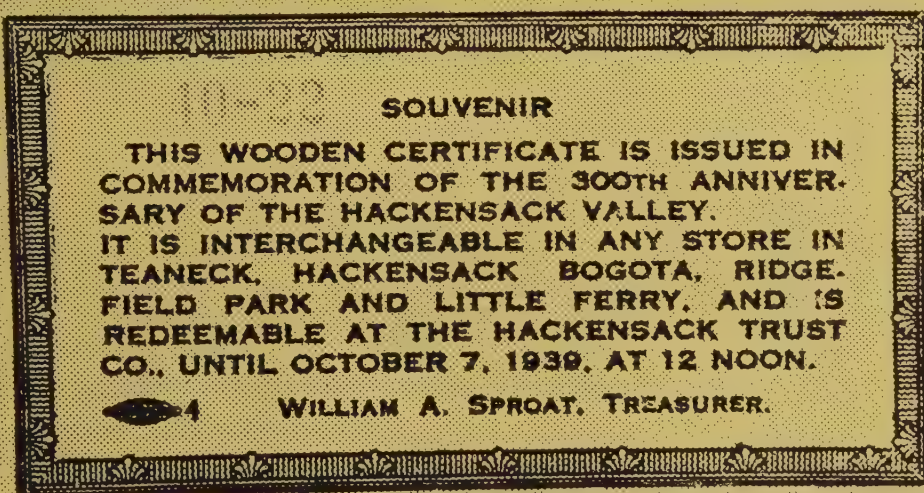 SOUVENIR
THIS WOODEN CERTIFICATE IS ISSUED IN
COMMEMORATION OF THE 300TH ANNIVER-
SARY OF THE HACKENSACK VALLEY.
IT IS INTERCHANGEABLE IN ANY STORE IN
TEANECK, HACKENSACK BOGOTA, RIDGE-
FIELD PARK AND LITTLE FERRY, AND IS
REDEEMABLE AT THE HACKENSACK TRUST
CO., UNTIL OCTOBER 7, 1939, AT 12 NOON.
4 WILLIAM A. SPROAT, TREASURER.